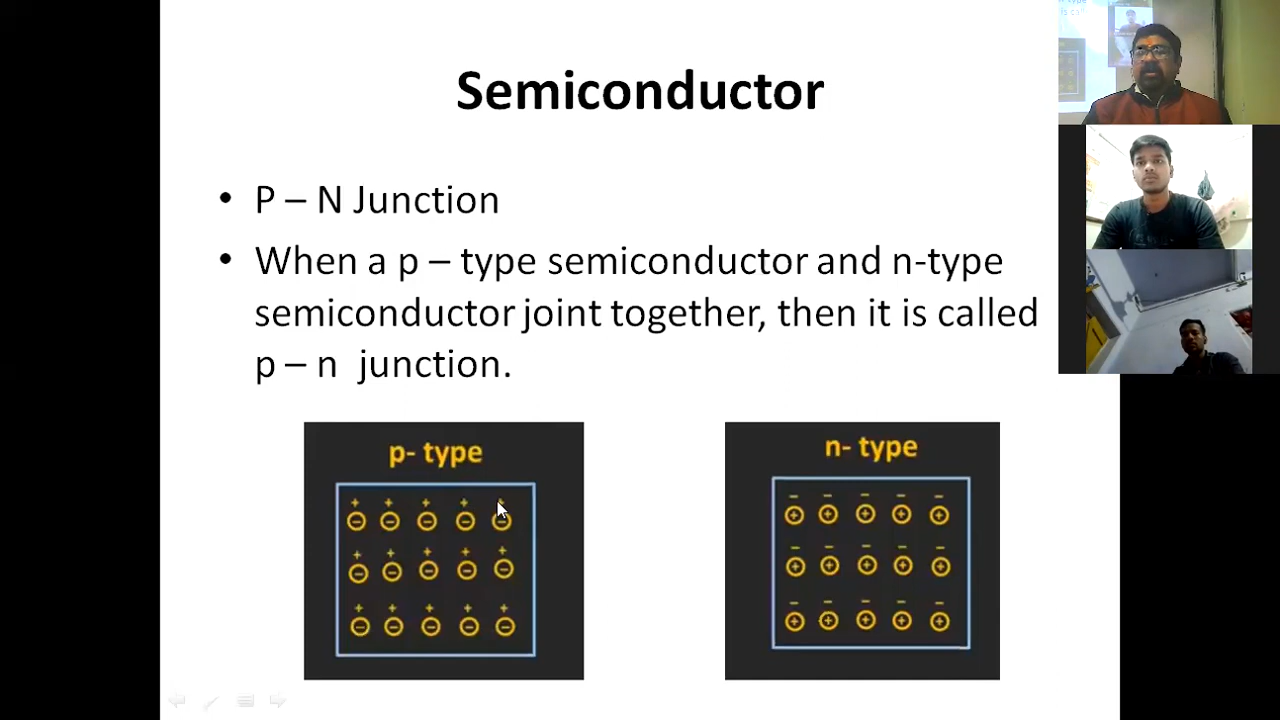 Semiconductor
• P – N Junction
• When a p – type semiconductor and n-type
semiconductor joint together, then it is called
p – n junction.
p- type
n- type
+ + + + +
− − − − −
+ + + + +
− − − − −
+ + + + +
− − − − −
− − − − −
+ + + + +
− − − − −
+ + + + +
− − − − −
+ + + + +